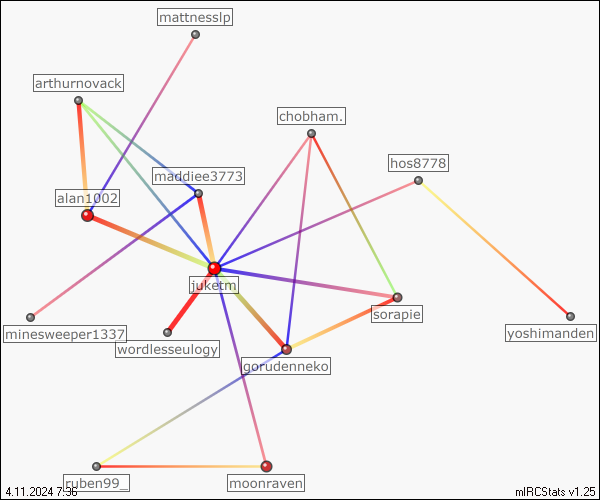 mattnesslp
arthurnovack
chobham.
hos8778
maddiee3773
alan1002
juketm
sorapie
minesweeper1337
yoshimanden
wordlesseulogy
gorudenneko
ruben99_
moonraven
4.11.2024 7:36
mIRCStats v1.25